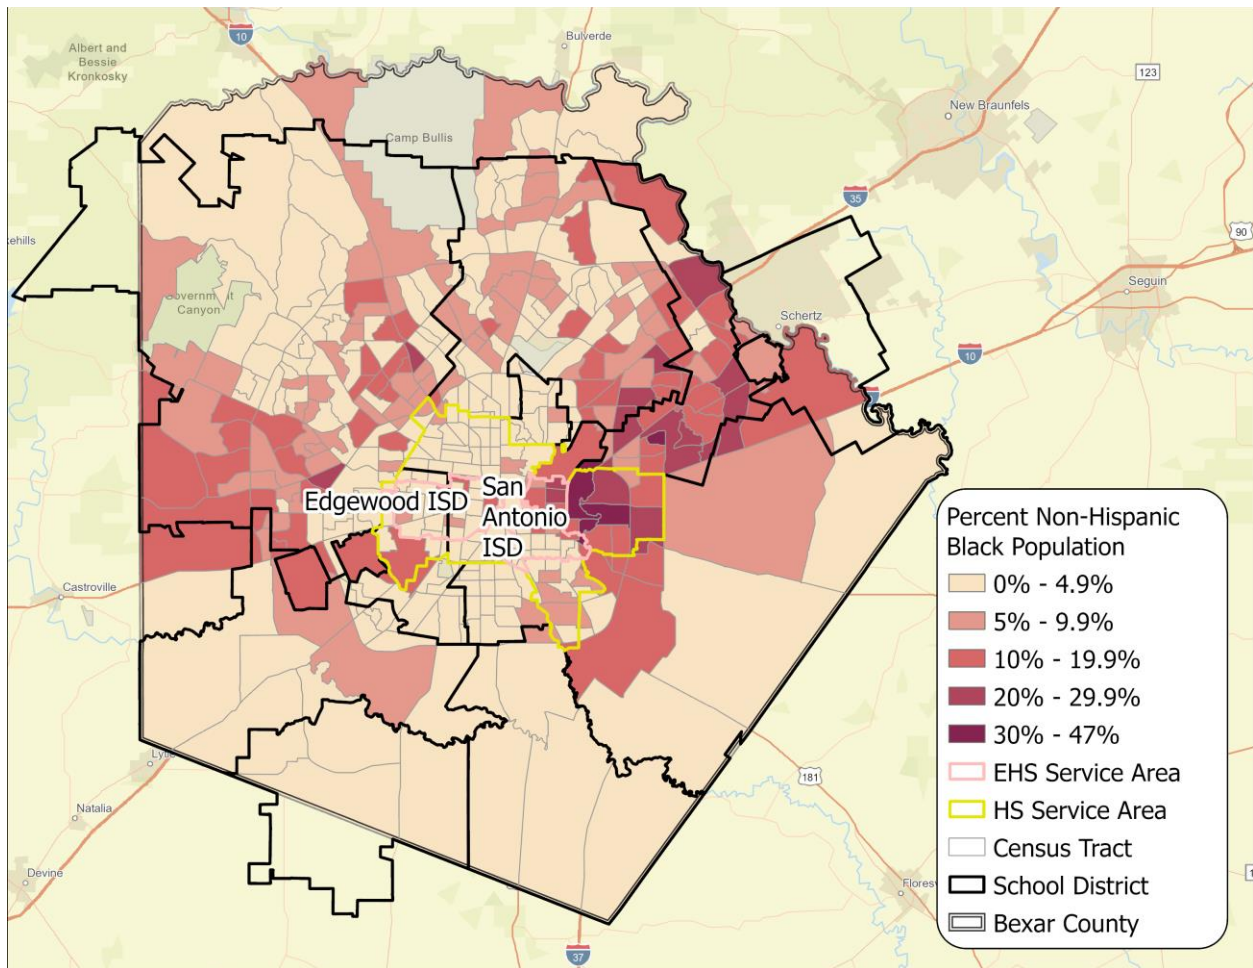 Albert and
Bessie
Kronkosky
10
Bulverde
123
New Braunfels
Camp Bullis
35
90
Seguin
Schertz
10
Canyon
Edgewood ISD
San
Antonio
ISD
Castroville
Natalia
Devine
181
37
Percent Non-Hispanic
Black Population
0% - 4.9%
5% - 9.9%
10% - 19.9%
20% - 29.9%
30% - 47%
EHS Service Area
HS Service Area
Census Tract
School District
Bexar County